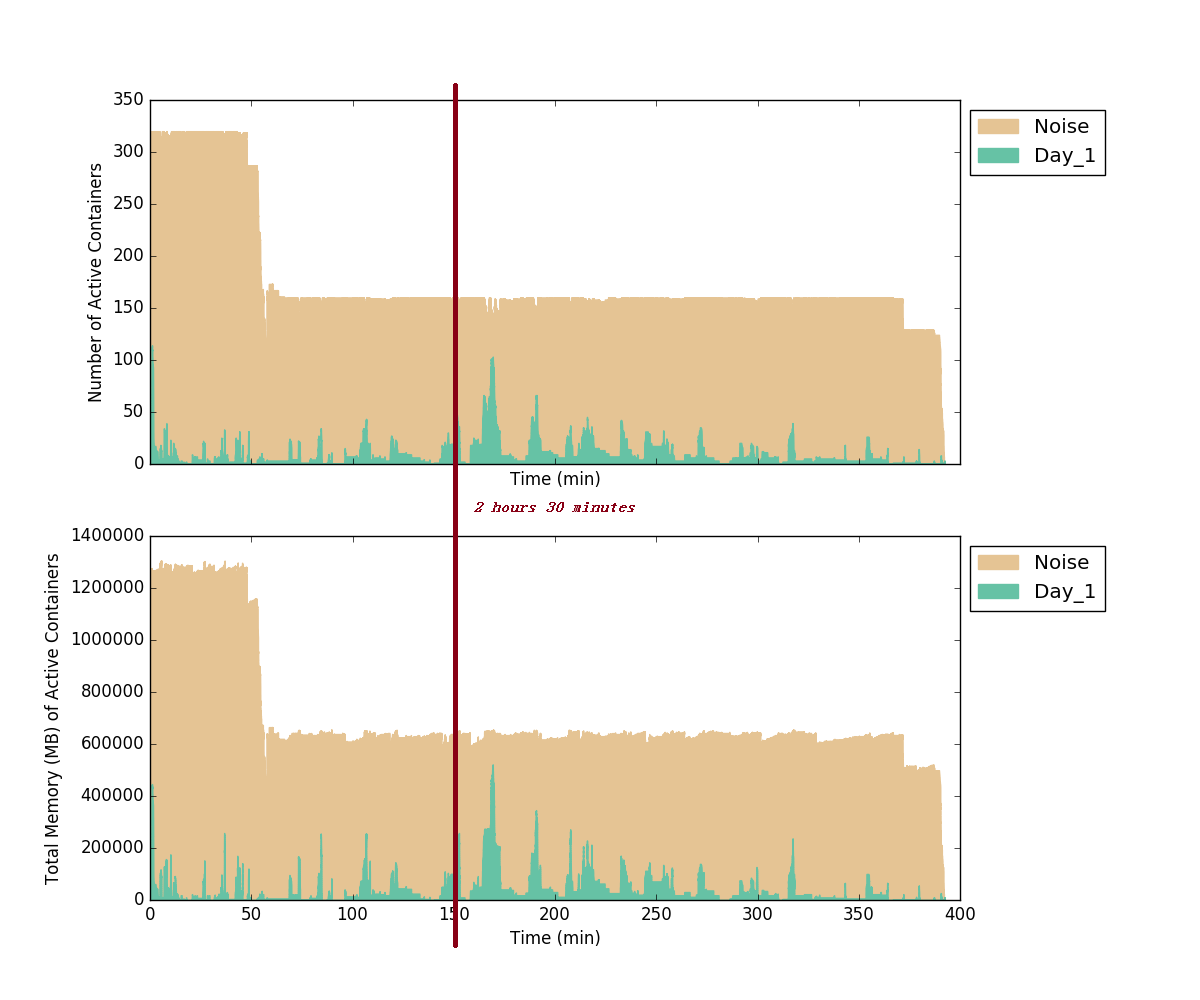 350
300
250
200
150
100
50
0
Number of Active Containers
Time (min)
Noise
Day_1
2 hours 30 minutes
1400000
1200000
1000000
800000
600000
400000
200000
0
Total Memory (MB) of Active Containers
0 50 100 150 200 250 300 350 400
Time (min)
Noise
Day_1